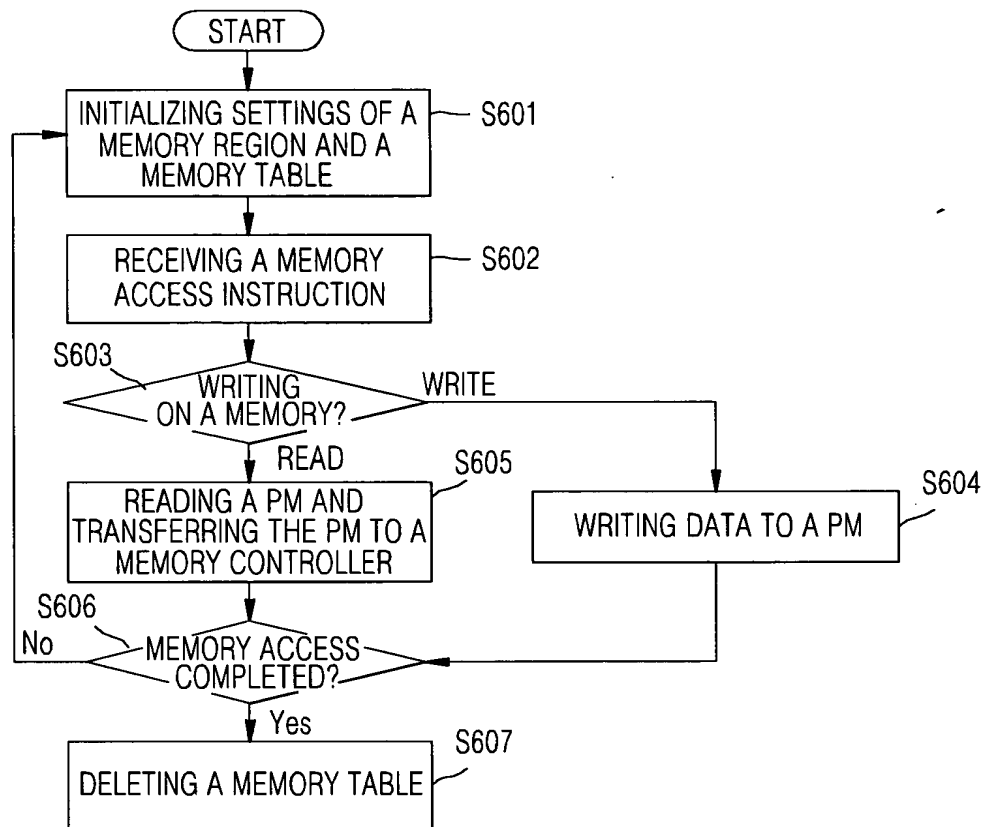 START
INITIALIZING SETTINGS OF A
MEMORY REGION AND A
MEMORY TABLE
S601
RECEIVING A MEMORY
ACCESS INSTRUCTION
S602
S603
WRITING
ON A MEMORY?
WRITE
READ
READING A PM AND
TRANSFERRING THE PM TO A
MEMORY CONTROLLER
S605
WRITING DATA TO A PM
S604
S606
No
MEMORY ACCESS
COMPLETED?
Yes
DELETING A MEMORY TABLE
S607